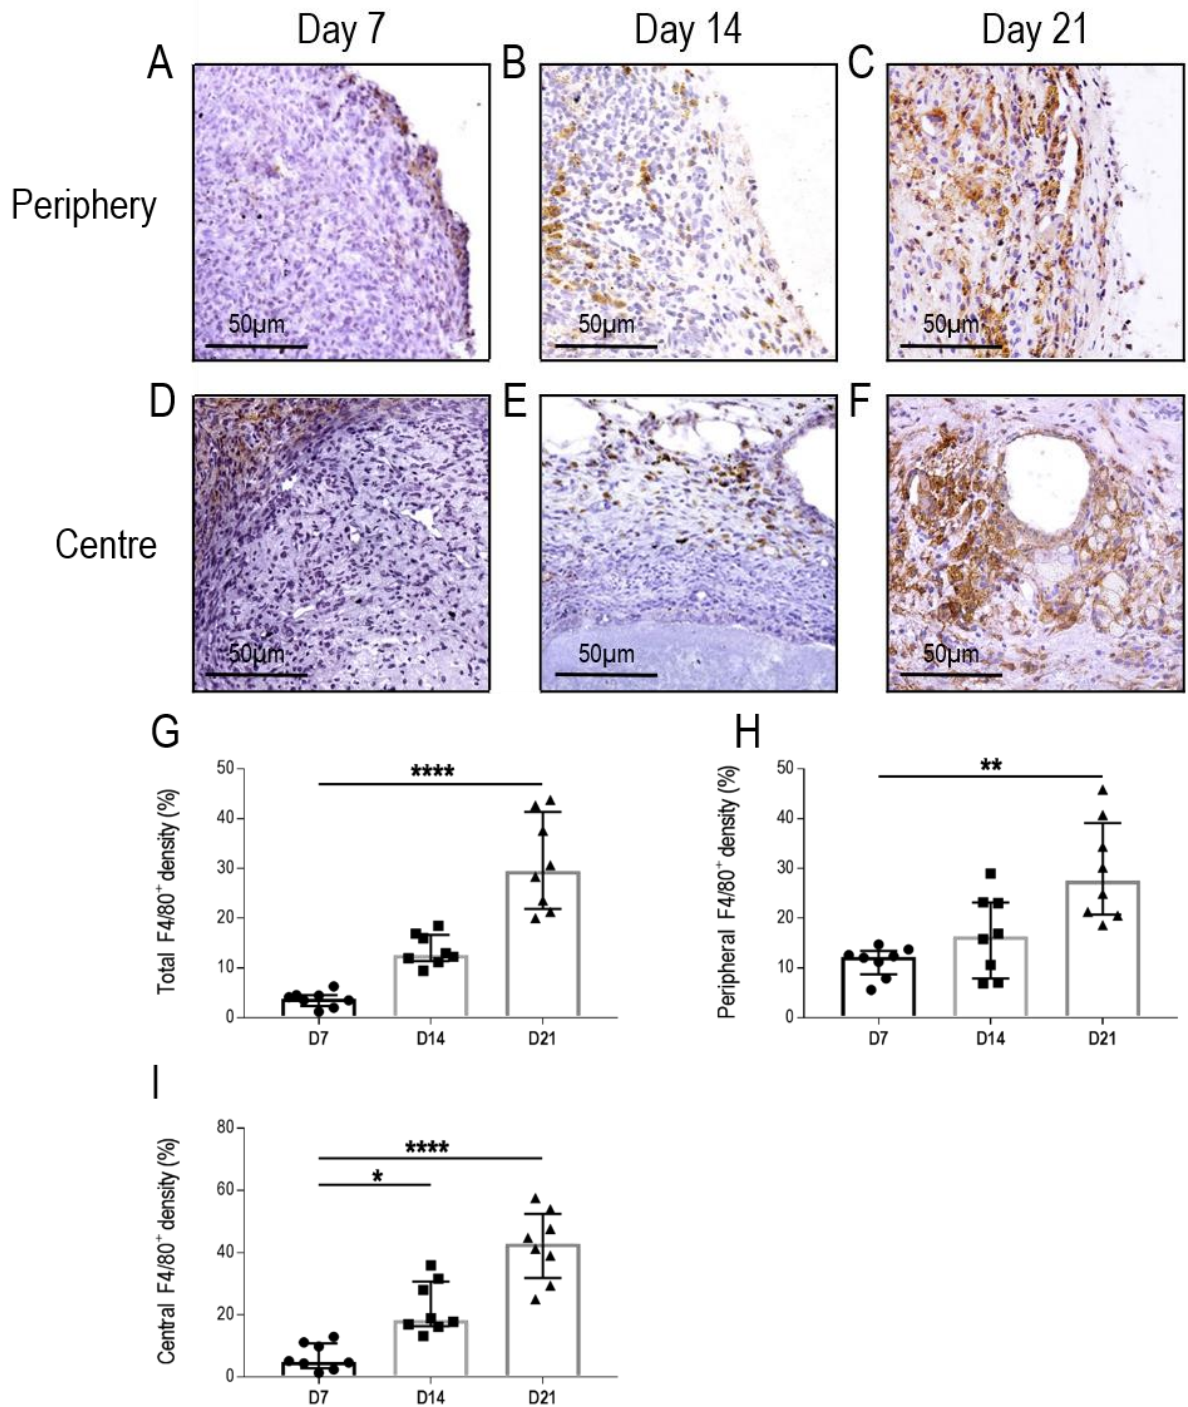 Day 7
Day 14
Day 21
A
B
C
Periphery
50µm
50µm
50µm
D
E
F
Centre
50µm
50µm
50µm
G
Total F4/80⁺ density (%)
50
40
30
20
10
0
****
D7
D14
D21
H
Peripheral F4/80⁺ density (%)
50
40
30
20
10
0
**
D7
D14
D21
I
Central F4/80⁺ density (%)
80
60
40
20
0
****
*
D7
D14
D21